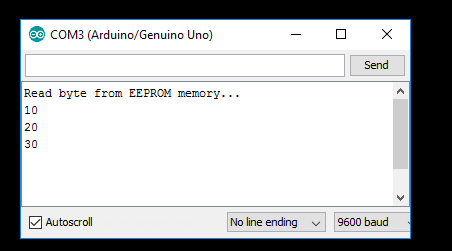 COM3 (Arduino/Genuino Uno)
Send
Read byte from EEPROM memory...
10
20
30
Autoscroll
No line ending
9600 baud